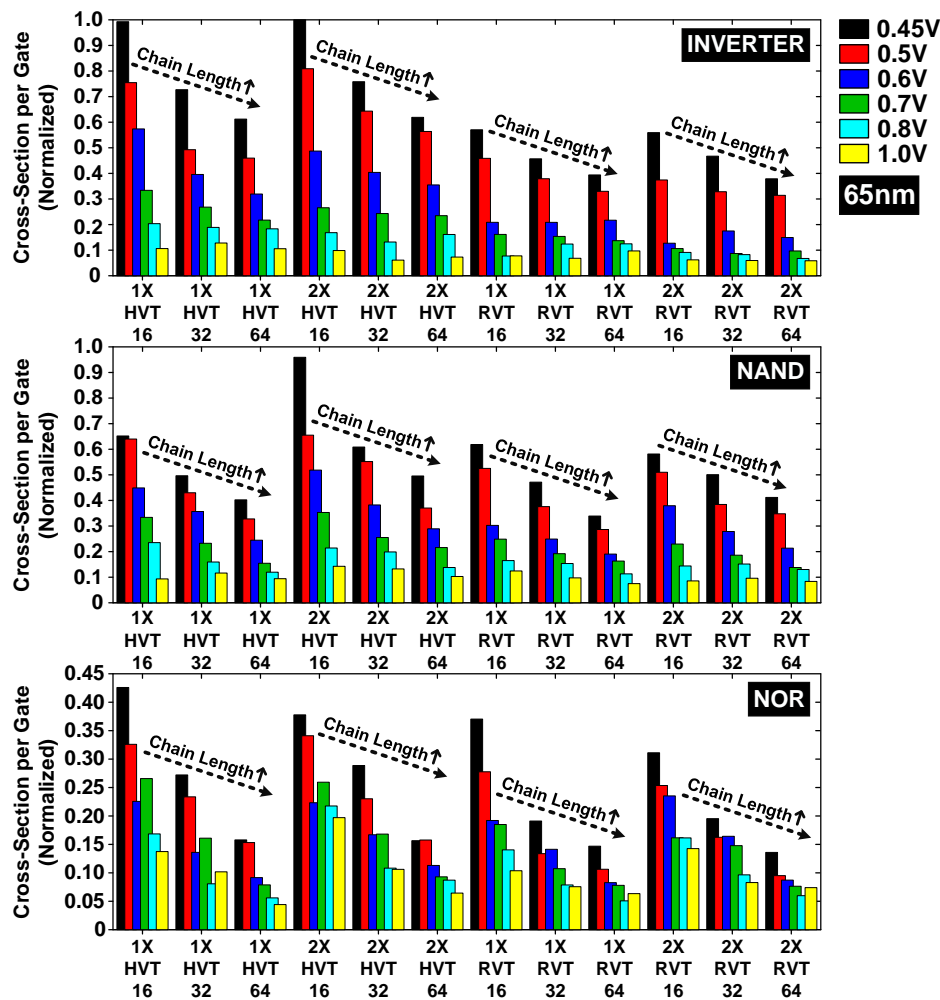 Cross-Section per Gate
(Normalized)
1.0
0.9
0.8
0.7
0.6
0.5
0.4
0.3
0.2
0.1
0
INVERTER
Chain Length↑
Chain Length↑
Chain Length↑
Chain Length↑
1X 1X 1X 2X 2X 2X 1X 1X 1X 2X 2X 2X
HVT HVT HVT HVT HVT HVT RVT RVT RVT RVT RVT RVT
16 32 64 16 32 64 16 32 64 16 32 64
0.45V
0.5V
0.6V
0.7V
0.8V
1.0V
65nm
Cross-Section per Gate
(Normalized)
1.0
0.9
0.8
0.7
0.6
0.5
0.4
0.3
0.2
0.1
0
NAND
Chain Length↑
Chain Length↑
Chain Length↑
Chain Length↑
1X 1X 1X 2X 2X 2X 1X 1X 1X 2X 2X 2X
HVT HVT HVT HVT HVT HVT RVT RVT RVT RVT RVT RVT
16 32 64 16 32 64 16 32 64 16 32 64
Cross-Section per Gate
(Normalized)
0.45
0.40
0.35
0.30
0.25
0.20
0.15
0.10
0.05
0
NOR
Chain Length↑
Chain Length↑
Chain Length↑
Chain Length↑
1X 1X 1X 2X 2X 2X 1X 1X 1X 2X 2X 2X
HVT HVT HVT HVT HVT HVT RVT RVT RVT RVT RVT RVT
16 32 64 16 32 64 16 32 64 16 32 64